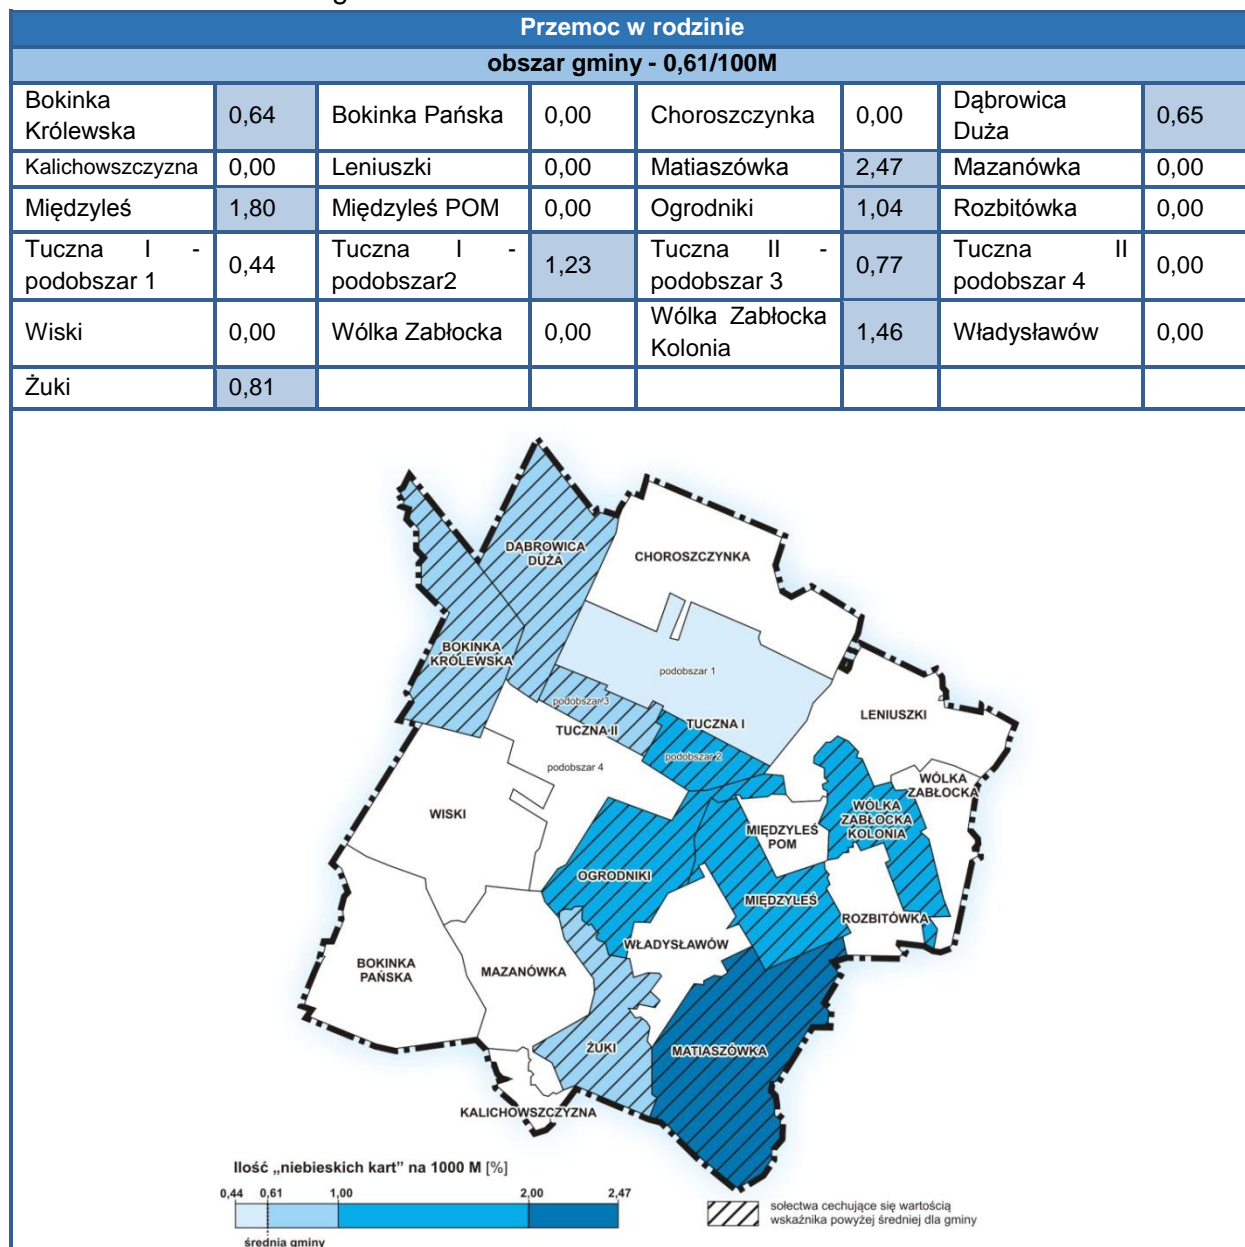 Przemoc w rodzinie
obszar gminy - 0,61/100M
Bokinka Królewska 0,64 Bokinka Pańska 0,00 Choroszczynka 0,00 Dąbrowica Duża 0,65
Kalichowszczyzna 0,00 Leniuszki 0,00 Matiaszówka 2,47 Mazanówka 0,00
Międzyleś 1,80 Międzyleś POM 0,00 Ogrodniki 1,04 Rozbitówka 0,00
Tuczna I - podobszar 1 0,44 Tuczna I - podobszar2 1,23 Tuczna II - podobszar 3 0,77 Tuczna II podobszar 4 0,00
Wiski 0,00 Wólka Zabłocka 0,00 Wólka Zabłocka Kolonia 1,46 Władysławów 0,00
Żuki 0,81
DĄBROWICA
DUŻA
CHOROSZCZYNKA
BOKINKA
KRÓLEWSKA
podobszar 1
podobszar 3
TUCZNA II
TUCZNA I
LENIUSZKI
podobszar 2
podobszar 4
WÓLKA
ZABŁOCKA
WISKI
WÓLKA
ZABŁOCKA
KOLONIA
MIĘDZYLEŚ
POM
OGRODNIKI
MIĘDZYLEŚ
ROZBITÓWKA
WŁADYSŁAWÓW
BOKINKA
PAŃSKA
MAZANÓWKA
ŻUKI
MATIASZÓWKA
KALICHOWSZCZYZNA
Ilość „niebieskich kart” na 1000 M [%]
0,44 0,61 1,00 2,00 2,47
średnia gminy
sołectwa cechujące się wartością
wskaźnika powyżej średniej dla gminy